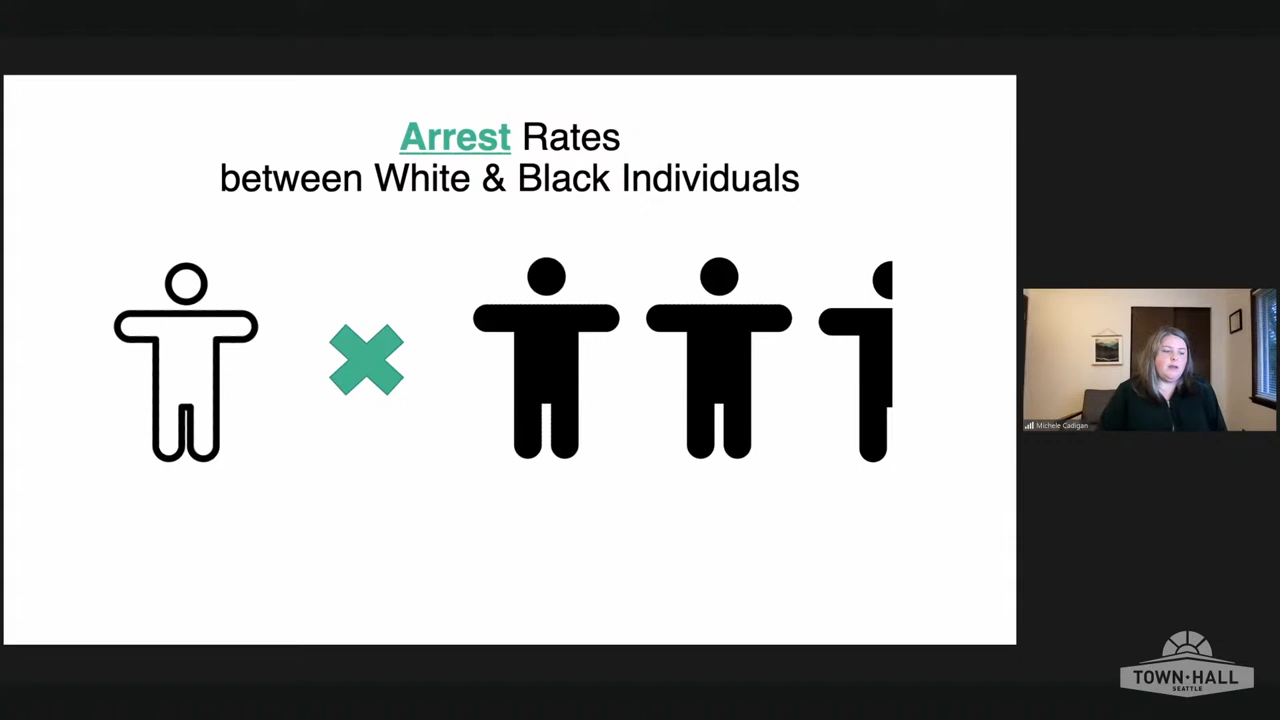 Arrest Rates
between White & Black Individuals
Michele Cadigan
TOWN·HALL
SEATTLE